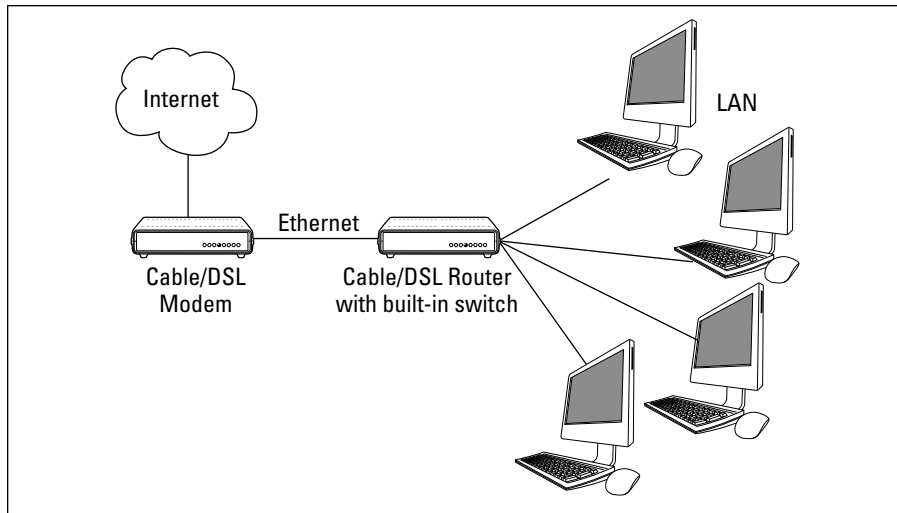 Internet
LAN
Ethernet
Cable/DSL
Modem
Cable/DSL Router
with built-in switch